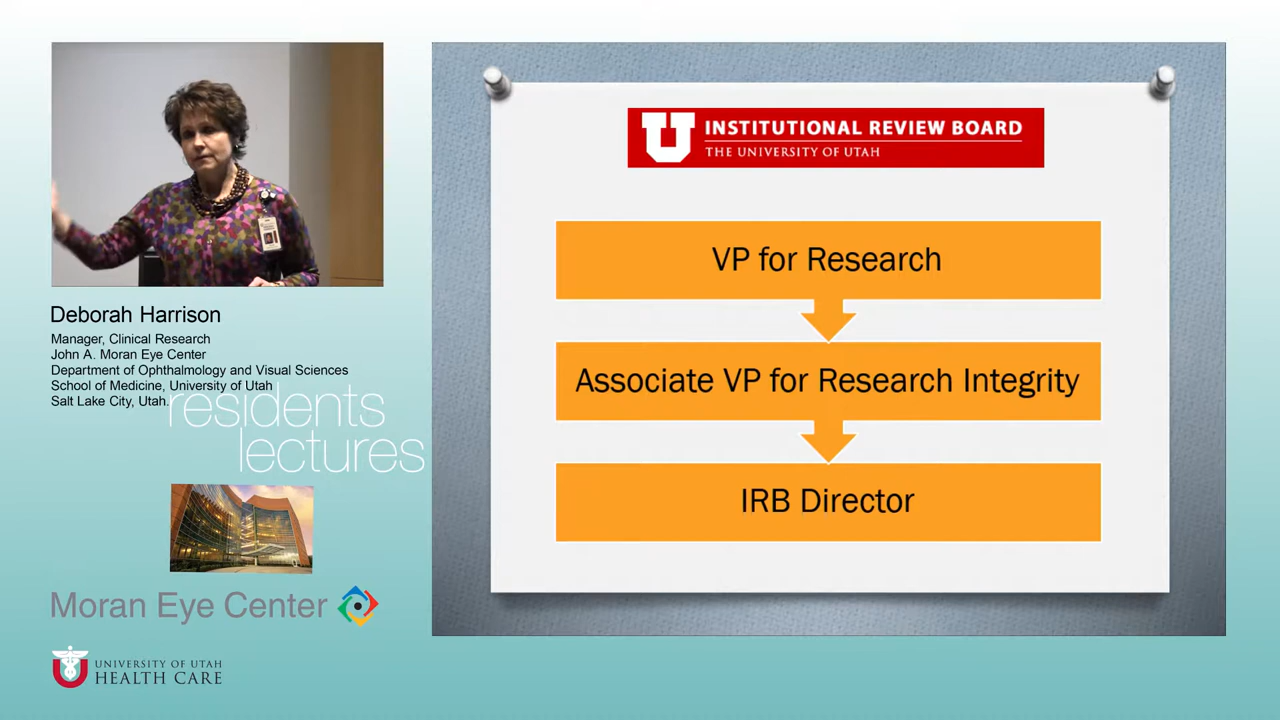 Deborah Harrison
Manager, Clinical Research
John A. Moran Eye Center
Department of Ophthalmology and Visual Sciences
School of Medicine, University of Utah
Salt Lake City, Utah.
residents
lectures
Moran Eye Center
UNIVERSITY OF UTAH
HEALTH CARE
U INSTITUTIONAL REVIEW BOARD
THE UNIVERSITY OF UTAH
VP for Research
Associate VP for Research Integrity
IRB Director